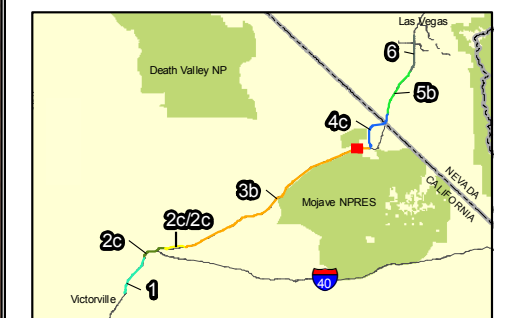 Las Vegas
6
Death Valley NP
5b
4c
NEVADA
CALIFORNIA
3b
Mojave NPRES
2c/2c
2c
40
1
Victorville